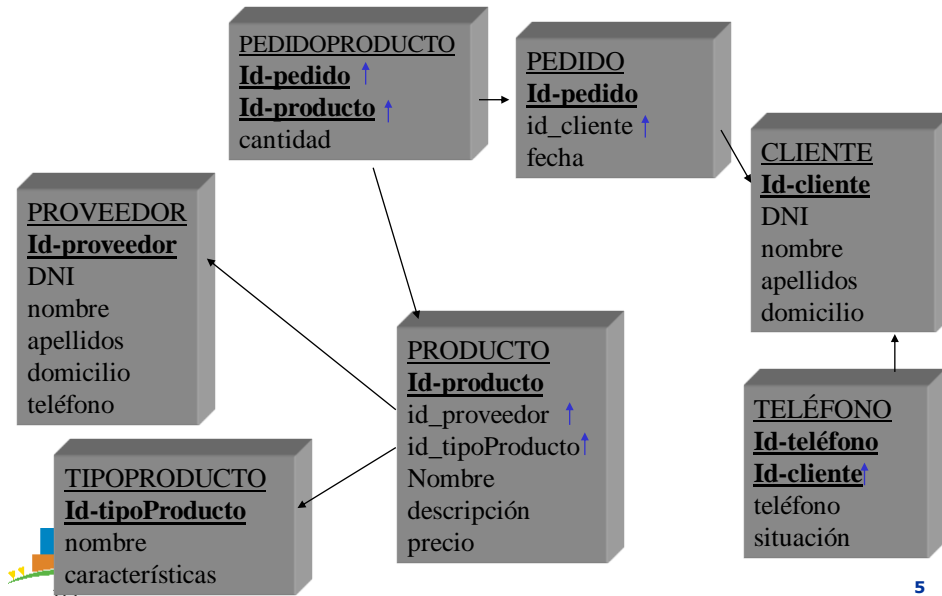 PEDIDOPRODUCTO
Id-pedido
Id-producto
cantidad
PEDIDO
Id-pedido
id_cliente
fecha
CLIENTE
Id-cliente
DNI
nombre
apellidos
domicilio
PROVEEDOR
Id-proveedor
DNI
nombre
apellidos
domicilio
teléfono
PRODUCTO
Id-producto
id_proveedor
id_tipoProducto
Nombre
descripción
precio
TELÉFONO
Id-teléfono
Id-cliente
teléfono
situación
TIPOPRODUCTO
Id-tipoProducto
nombre
características
5